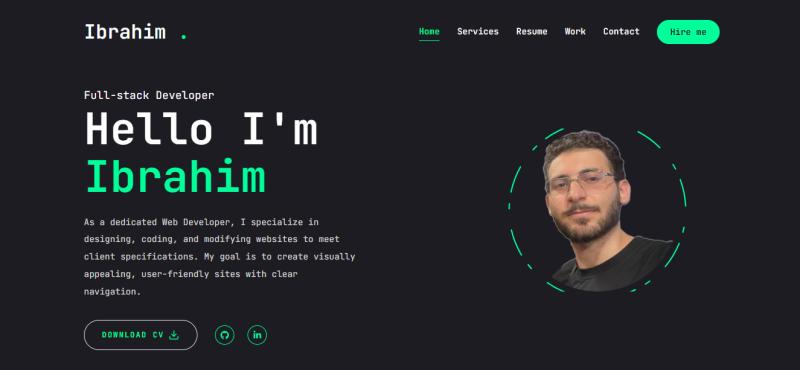 Ibrahim .
Home Services Resume Work Contact Hire me
Full-stack Developer
Hello I'm
Ibrahim
As a dedicated Web Developer, I specialize in
designing, coding, and modifying websites to meet
client specifications. My goal is to create visually
appealing, user-friendly sites with clear
navigation.
DOWNLOAD CV
in